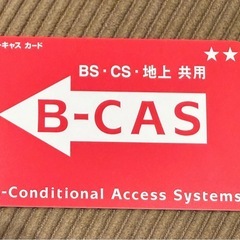 -キャス カード
★★
BS・CS・地上 共用
B-CAS
-Conditional Access Systems